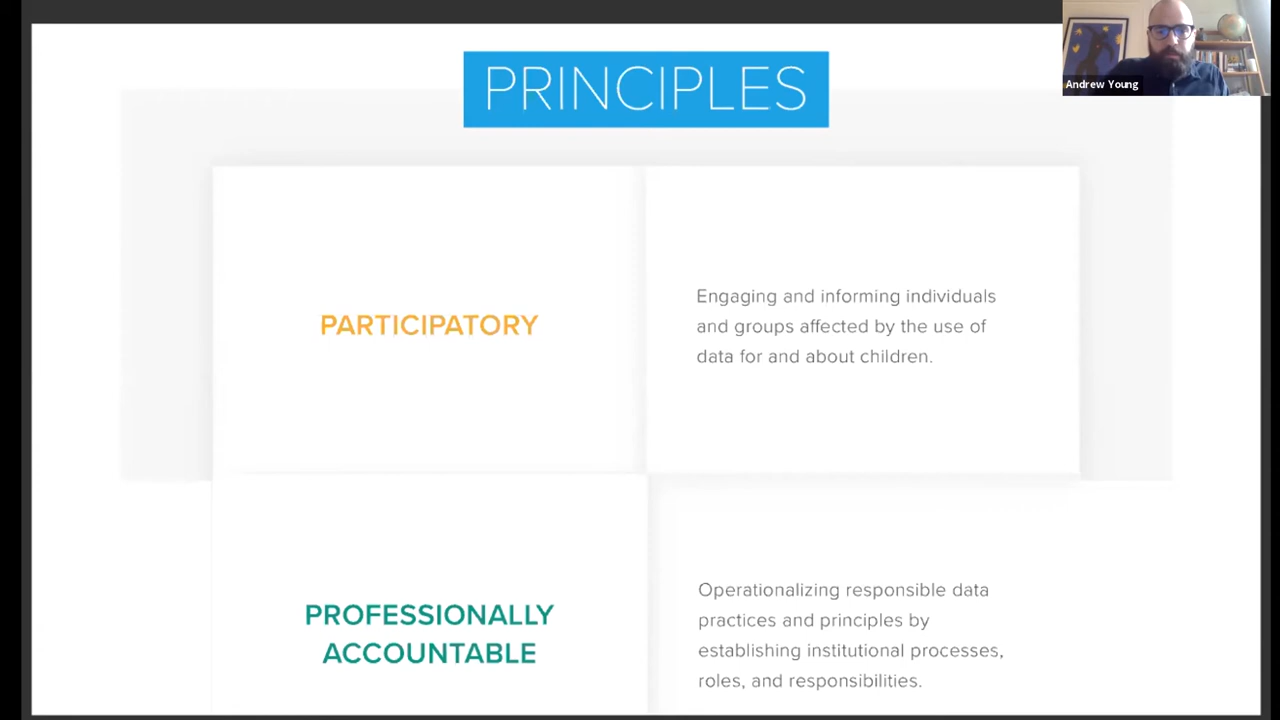 PRINCIPLES
Andrew Young
PARTICIPATORY
Engaging and informing individuals
and groups affected by the use of
data for and about children.
PROFESSIONALLY
ACCOUNTABLE
Operationalizing responsible data
practices and principles by
establishing institutional processes,
roles, and responsibilities.